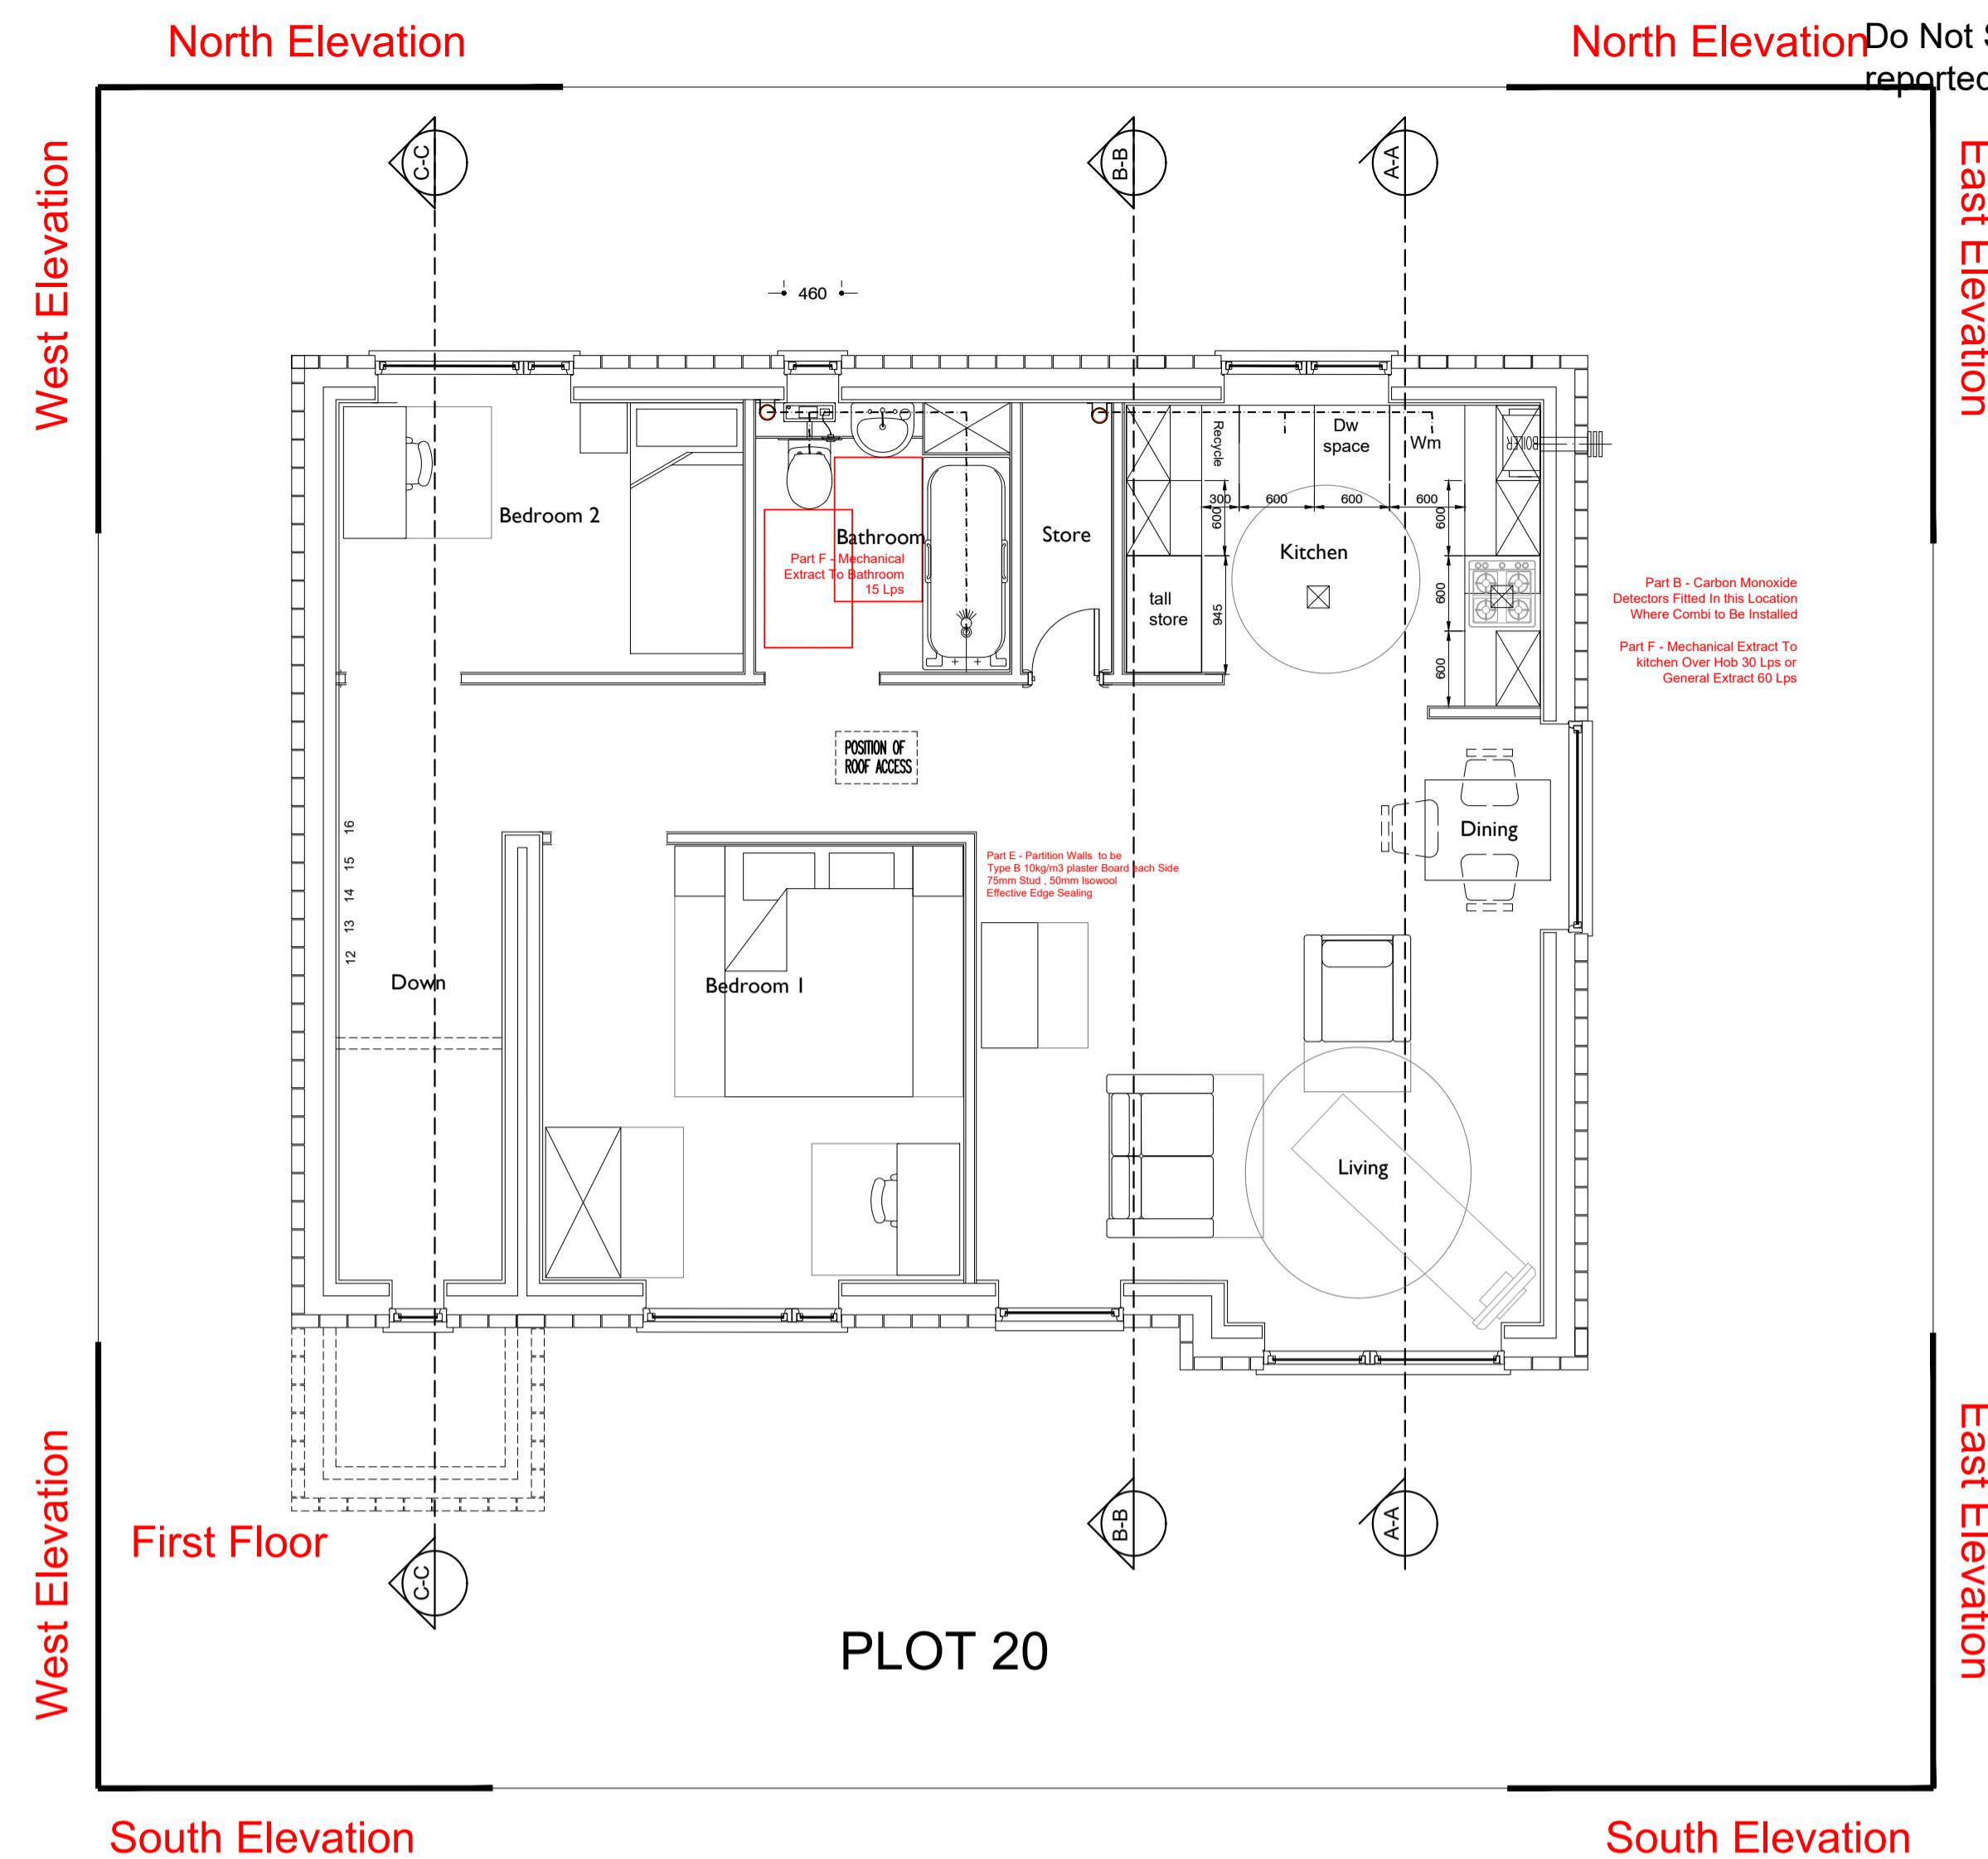 North Elevation
North Elevation
Do Not
reported
West Elevation
East Elevation
C-C
B-B
A-A
460
Recycle
Dw
space
Wm
BOILER
300
600
600
600
600
600
Bedroom 2
Bathroom
Store
Kitchen
Part F - Mechanical
Extract To Bathroom
15 Lps
tall
store
945
600
600
Part B - Carbon Monoxide
Detectors Fitted In this Location
Where Combi to Be Installed
Part F - Mechanical Extract To
kitchen Over Hob 30 Lps or
General Extract 60 Lps
POSITION OF
ROOF ACCESS
16
15
14
13
12
Dining
Part E - Partition Walls to be
Type B 10kg/m3 plaster Board each Side
75mm Stud , 50mm Isowool
Effective Edge Sealing
Down
Bedroom 1
Living
West Elevation
East Elevation
First Floor
C-C
B-B
A-A
PLOT 20
South Elevation
South Elevation